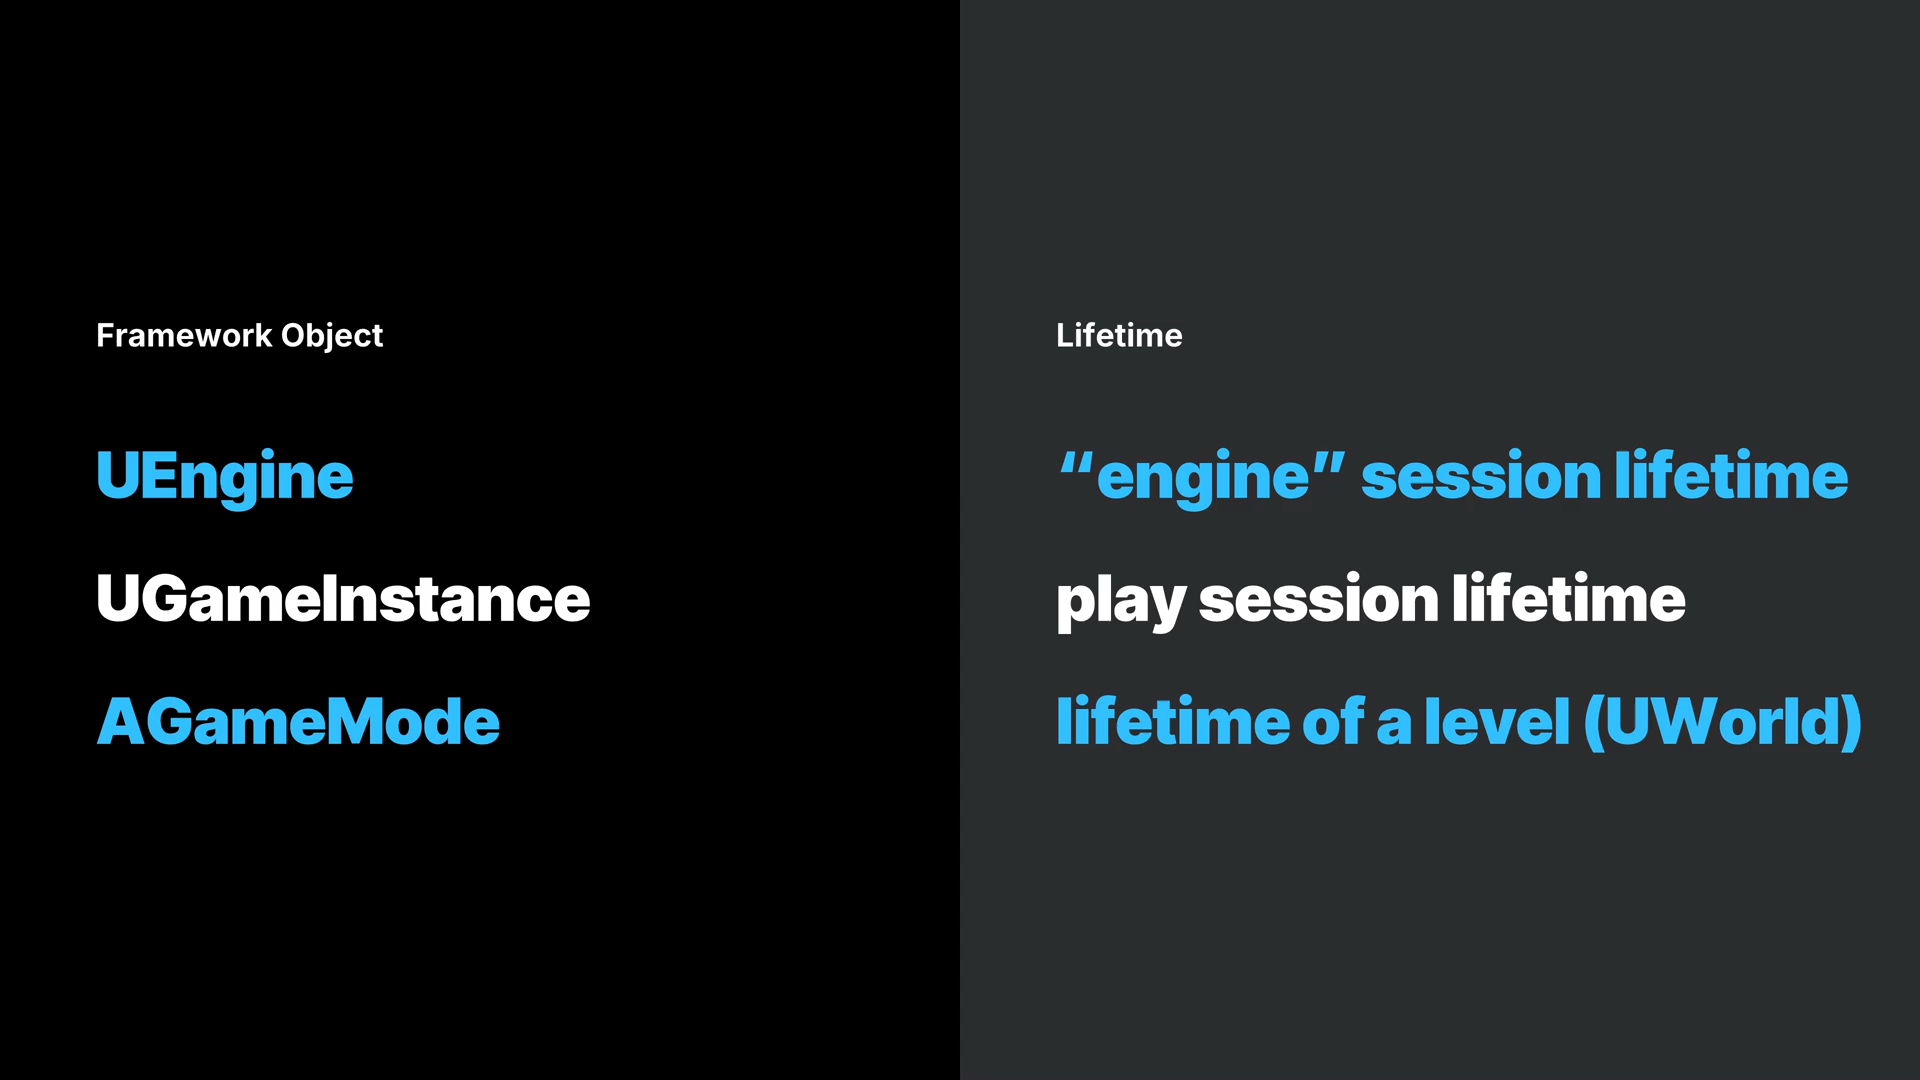 Framework Object
UEngine
UGameInstance
AGameMode
Lifetime
“engine” session lifetime
play session lifetime
lifetime of a level (UWorld)